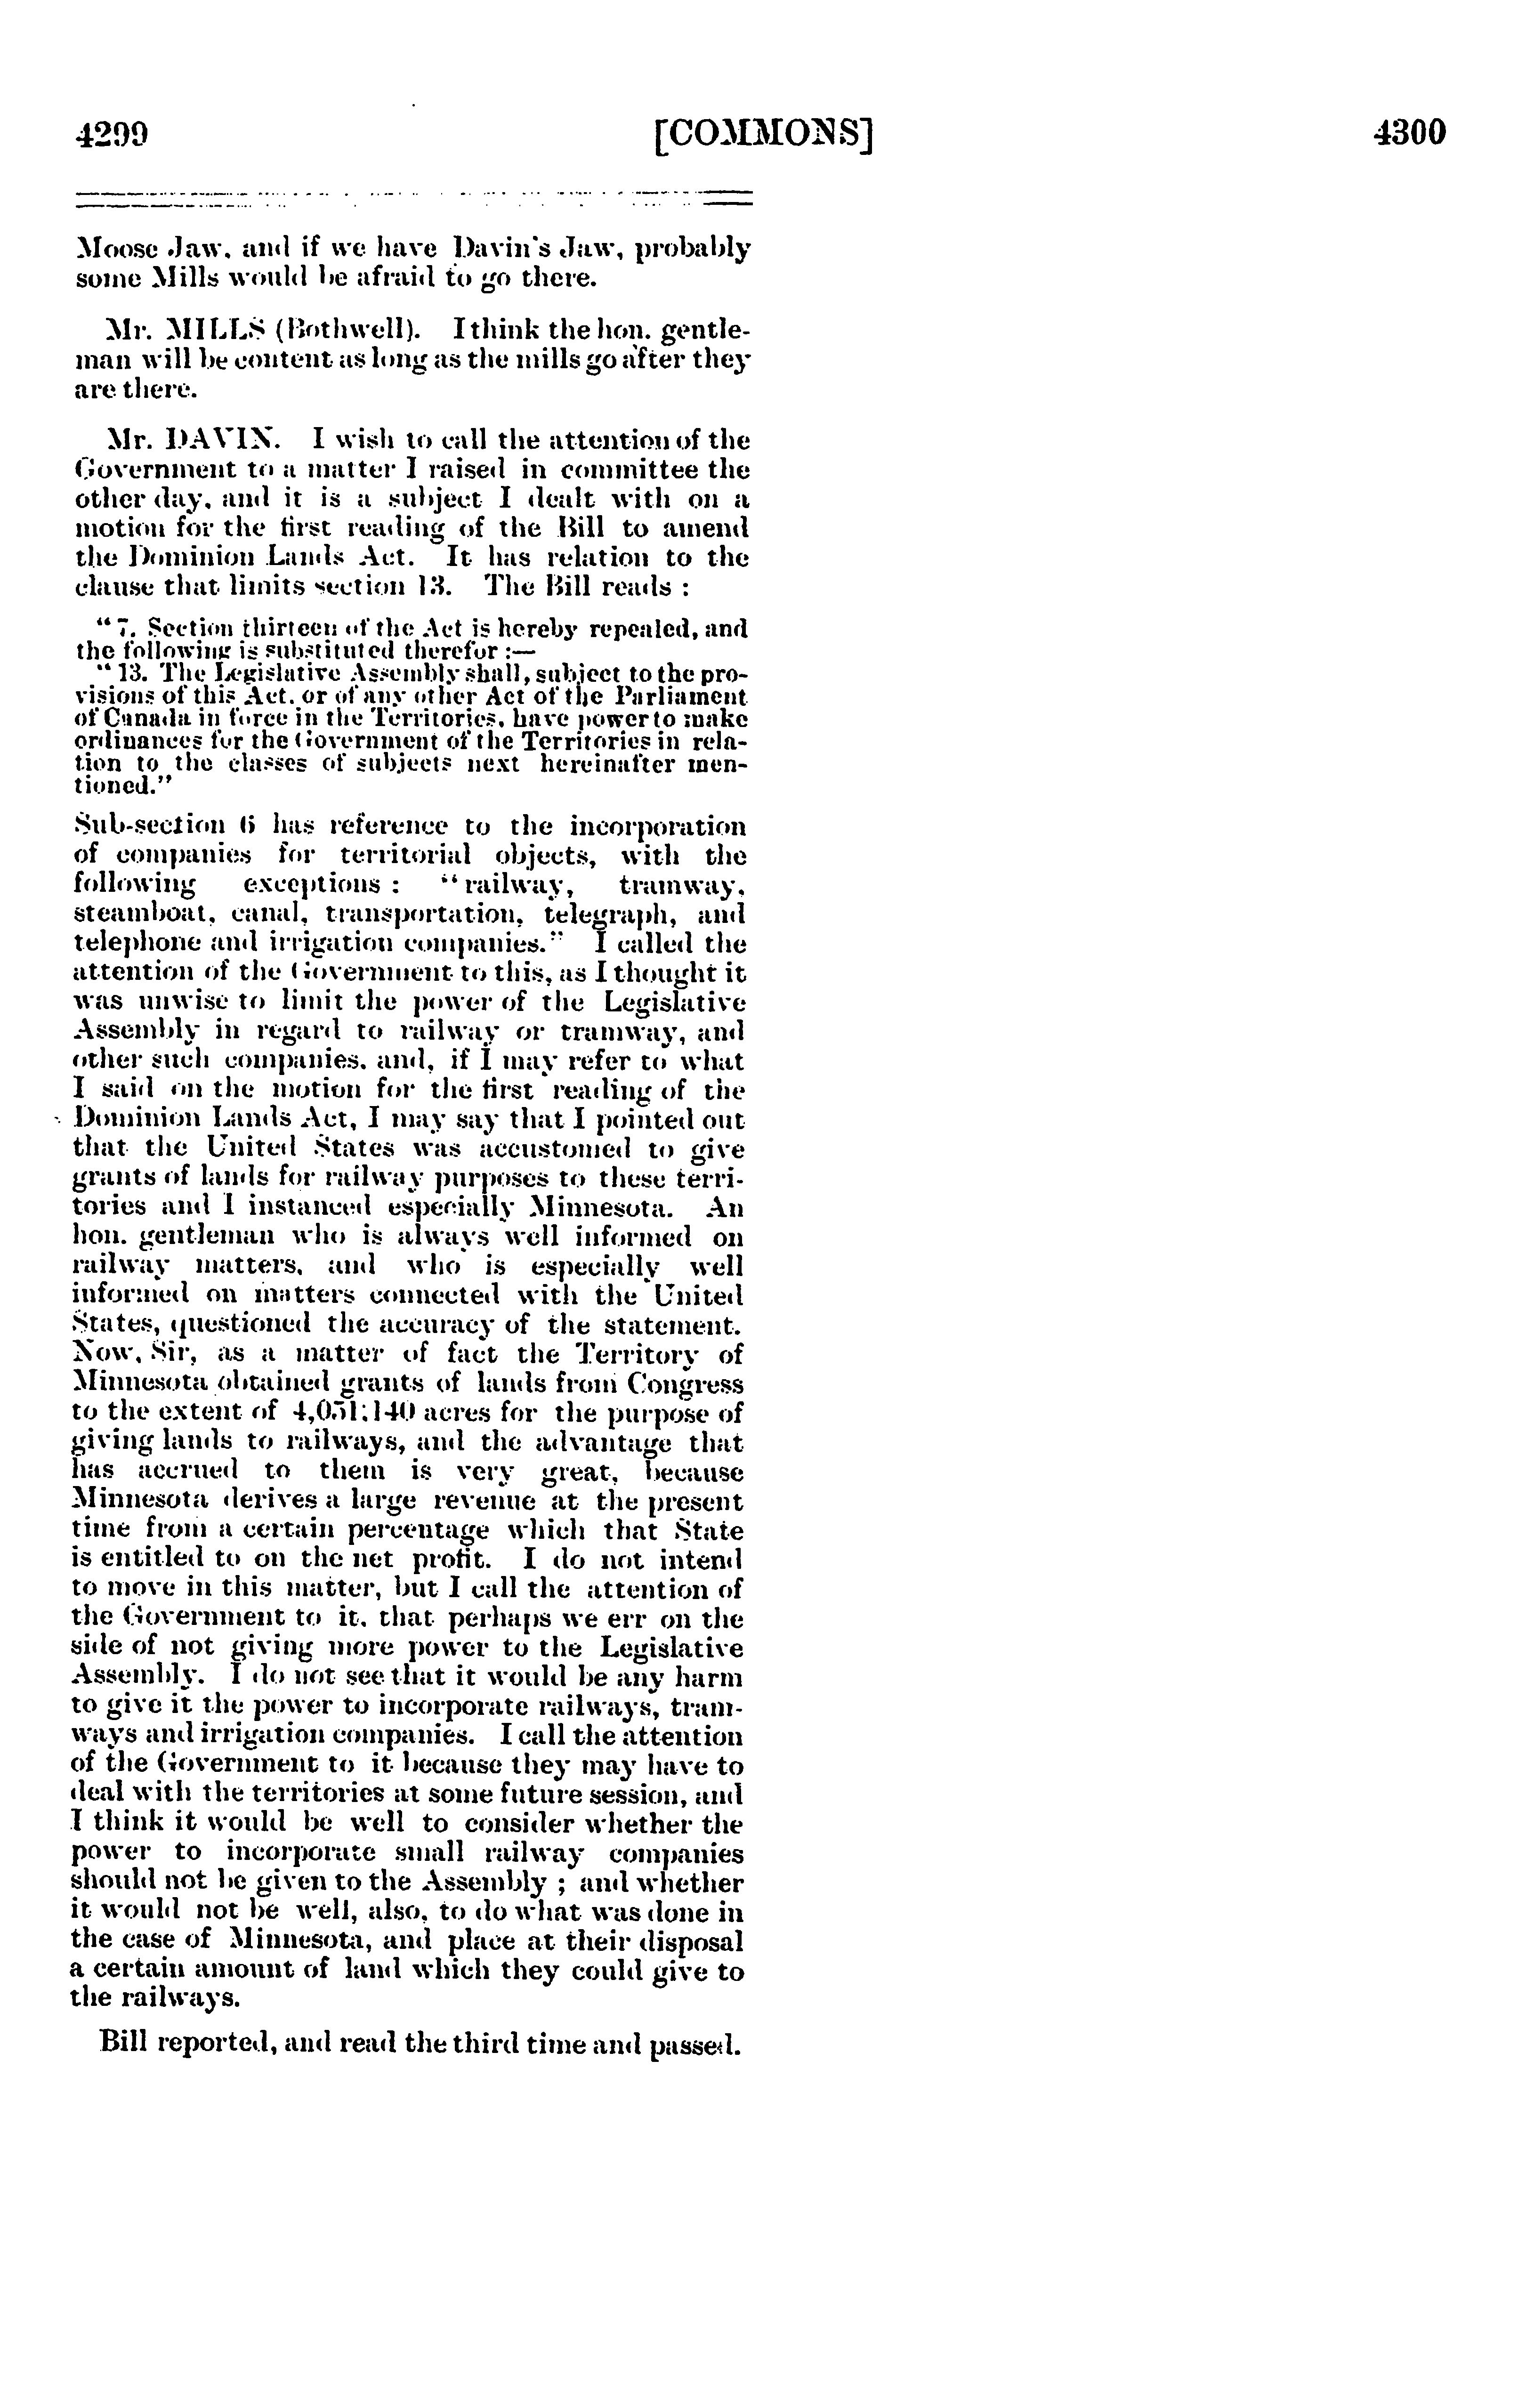 4299
[COMMONS]
4300
Moose Jaw, and if we have Davin's Jaw, probably
some Mills would be afraid to go there.
Mr. MILLS (Bothwell). I think the hon. gentle-
man will be content as long as the mills go after they
are there.
Mr. DAVIN. I wish to call the attention of the
Government to a matter I raised in committee the
other day, and it is a subject I dealt with on a
motion for the first reading of the Bill to amend
the Dominion Lands Act. It has relation to the
clause that limits section 13. The Bill reads :
"7. Section thirteen of the Act is hereby repealed, and
the following is substituted therefor :—
"13. The Legislative Assembly shall, subject to the pro-
visions of this Act, or of any other Act of the Parliament
of Canada in force in the Territories, have power to make
ordinances for the Government of the Territories in rela-
tion to the classes of subjects next hereinafter men-
tioned."
Sub-section 6 has reference to the incorporation
of companies for territorial objects, with the
following exceptions : "railway, tramway,
steamboat, canal, transportation, telegraph, and
telephone and irrigation companies." I called the
attention of the Government to this, as I thought it
was unwise to limit the power of the Legislative
Assembly in regard to railway or tramway, and
other such companies, and, if I may refer to what
I said on the motion for the first reading of the
Dominion Lands Act, I may say that I pointed out
that the United States was accustomed to give
grants of lands for railway purposes to these terri-
tories and I instanced especially Minnesota. An
hon. gentleman who is always well informed on
railway matters, and who is especially well
informed on matters connected with the United
States, questioned the accuracy of the statement.
Now, Sir, as a matter of fact the Territory of
Minnesota obtained grants of lands from Congress
to the extent of 4,051,140 acres for the purpose of
giving lands to railways, and the advantage that
has accrued to them is very great, because
Minnesota derives a large revenue at the present
time from a certain percentage which that State
is entitled to on the net profit. I do not intend
to move in this matter, but I call the attention of
the Government to it, that perhaps we err on the
side of not giving more power to the Legislative
Assembly. I do not see that it would be any harm
to give it the power to incorporate railways, tram-
ways and irrigation companies. I call the attention
of the Government to it because they may have to
deal with the territories at some future session, and
I think it would be well to consider whether the
power to incorporate small railway companies
should not be given to the Assembly ; and whether
it would not be well, also, to do what was done in
the case of Minnesota, and place at their disposal
a certain amount of land which they could give to
the railways.
Bill reported, and read the third time and passed.